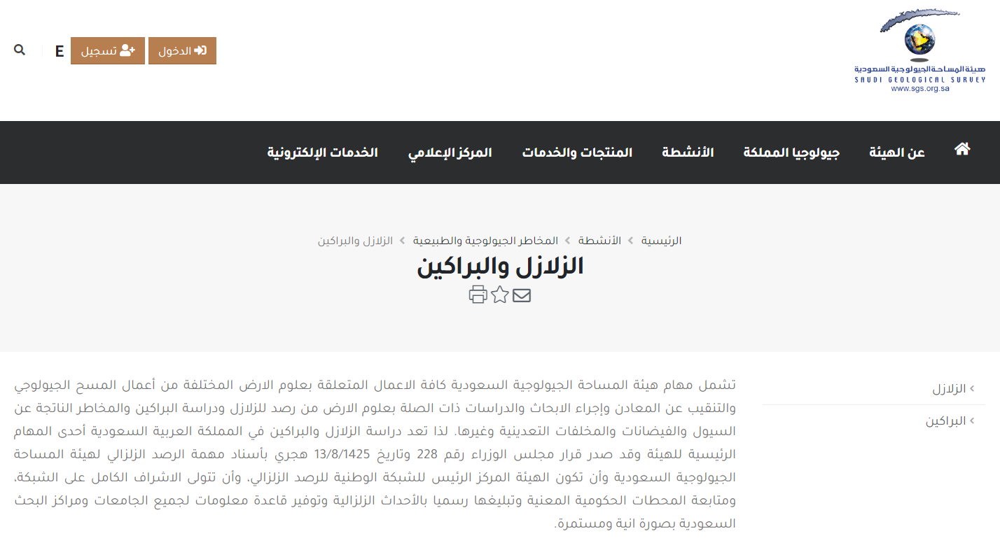 هيئة المساحة الجيولوجية السعودية
SAUDI GEOLOGICAL SURVEY
www.sgs.org.sa
الدخول
تسجيل
E
عن الهيئة
جيولوجيا المملكة
الأنشطة
المنتجات والخدمات
المركز الإعلامي
الخدمات الإلكترونية
الرئيسية > الأنشطة > المخاطر الجيولوجية والطبيعية > الزلازل والبراكين
الزلازل والبراكين
الزلازل
البراكين
تشمل مهام هيئة المساحة الجيولوجية السعودية كافة الاعمال المتعلقة بعلوم الارض المختلفة من أعمال المسح الجيولوجي
والتنقيب عن المعادن وإجراء الابحاث والدراسات ذات الصلة بعلوم الارض من رصد للزلازل ودراسة البراكين والمخاطر الناتجة عن
السيول والفيضانات والمخلفات التعدينية وغيرها. لذا تعد دراسة الزلازل والبراكين في المملكة العربية السعودية أحدى المهام
الرئيسية للهيئة وقد صدر قرار مجلس الوزراء رقم 228 وتاريخ 13/8/1425 هجري بأسناد مهمة الرصد الزلزالي لهيئة المساحة
الجيولوجية السعودية وأن تكون الهيئة المركز الرئيس للشبكة الوطنية للرصد الزلزالي، وأن تتولى الاشراف الكامل على الشبكة،
ومتابعة المحطات الحكومية المعنية وتبليغها رسميا بالأحداث الزلزالية وتوفير قاعدة معلومات لجميع الجامعات ومراكز البحث
السعودية بصورة انية ومستمرة.